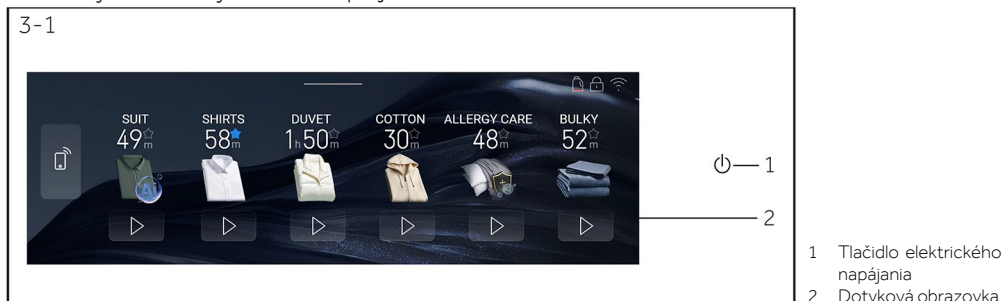 3-1
SUIT SHIRTS DUVET COTTON ALLERGY CARE BULKY
49m 58m 1h50m 30m 48m 52m
Ai
1
2
1 Tlačidlo elektrického
napájania
2 Dotyková obrazovka